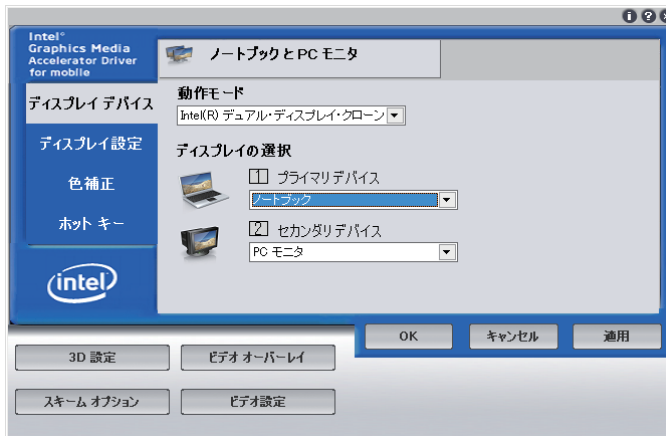 Intel®
Graphics Media
Accelerator Driver
for mobile
ノートブックと PC モニタ
ディスプレイ デバイス
ディスプレイ設定
色補正
ホット キー
intel
動作モード
Intel(R) デュアル・ディスプレイ・クローン
ディスプレイの選択
1 プライマリ デバイス
ノートブック
2 セカンダリ デバイス
PC モニタ
OK
キャンセル
適用
3D 設定
ビデオ オーバーレイ
スキーム オプション
ビデオ設定